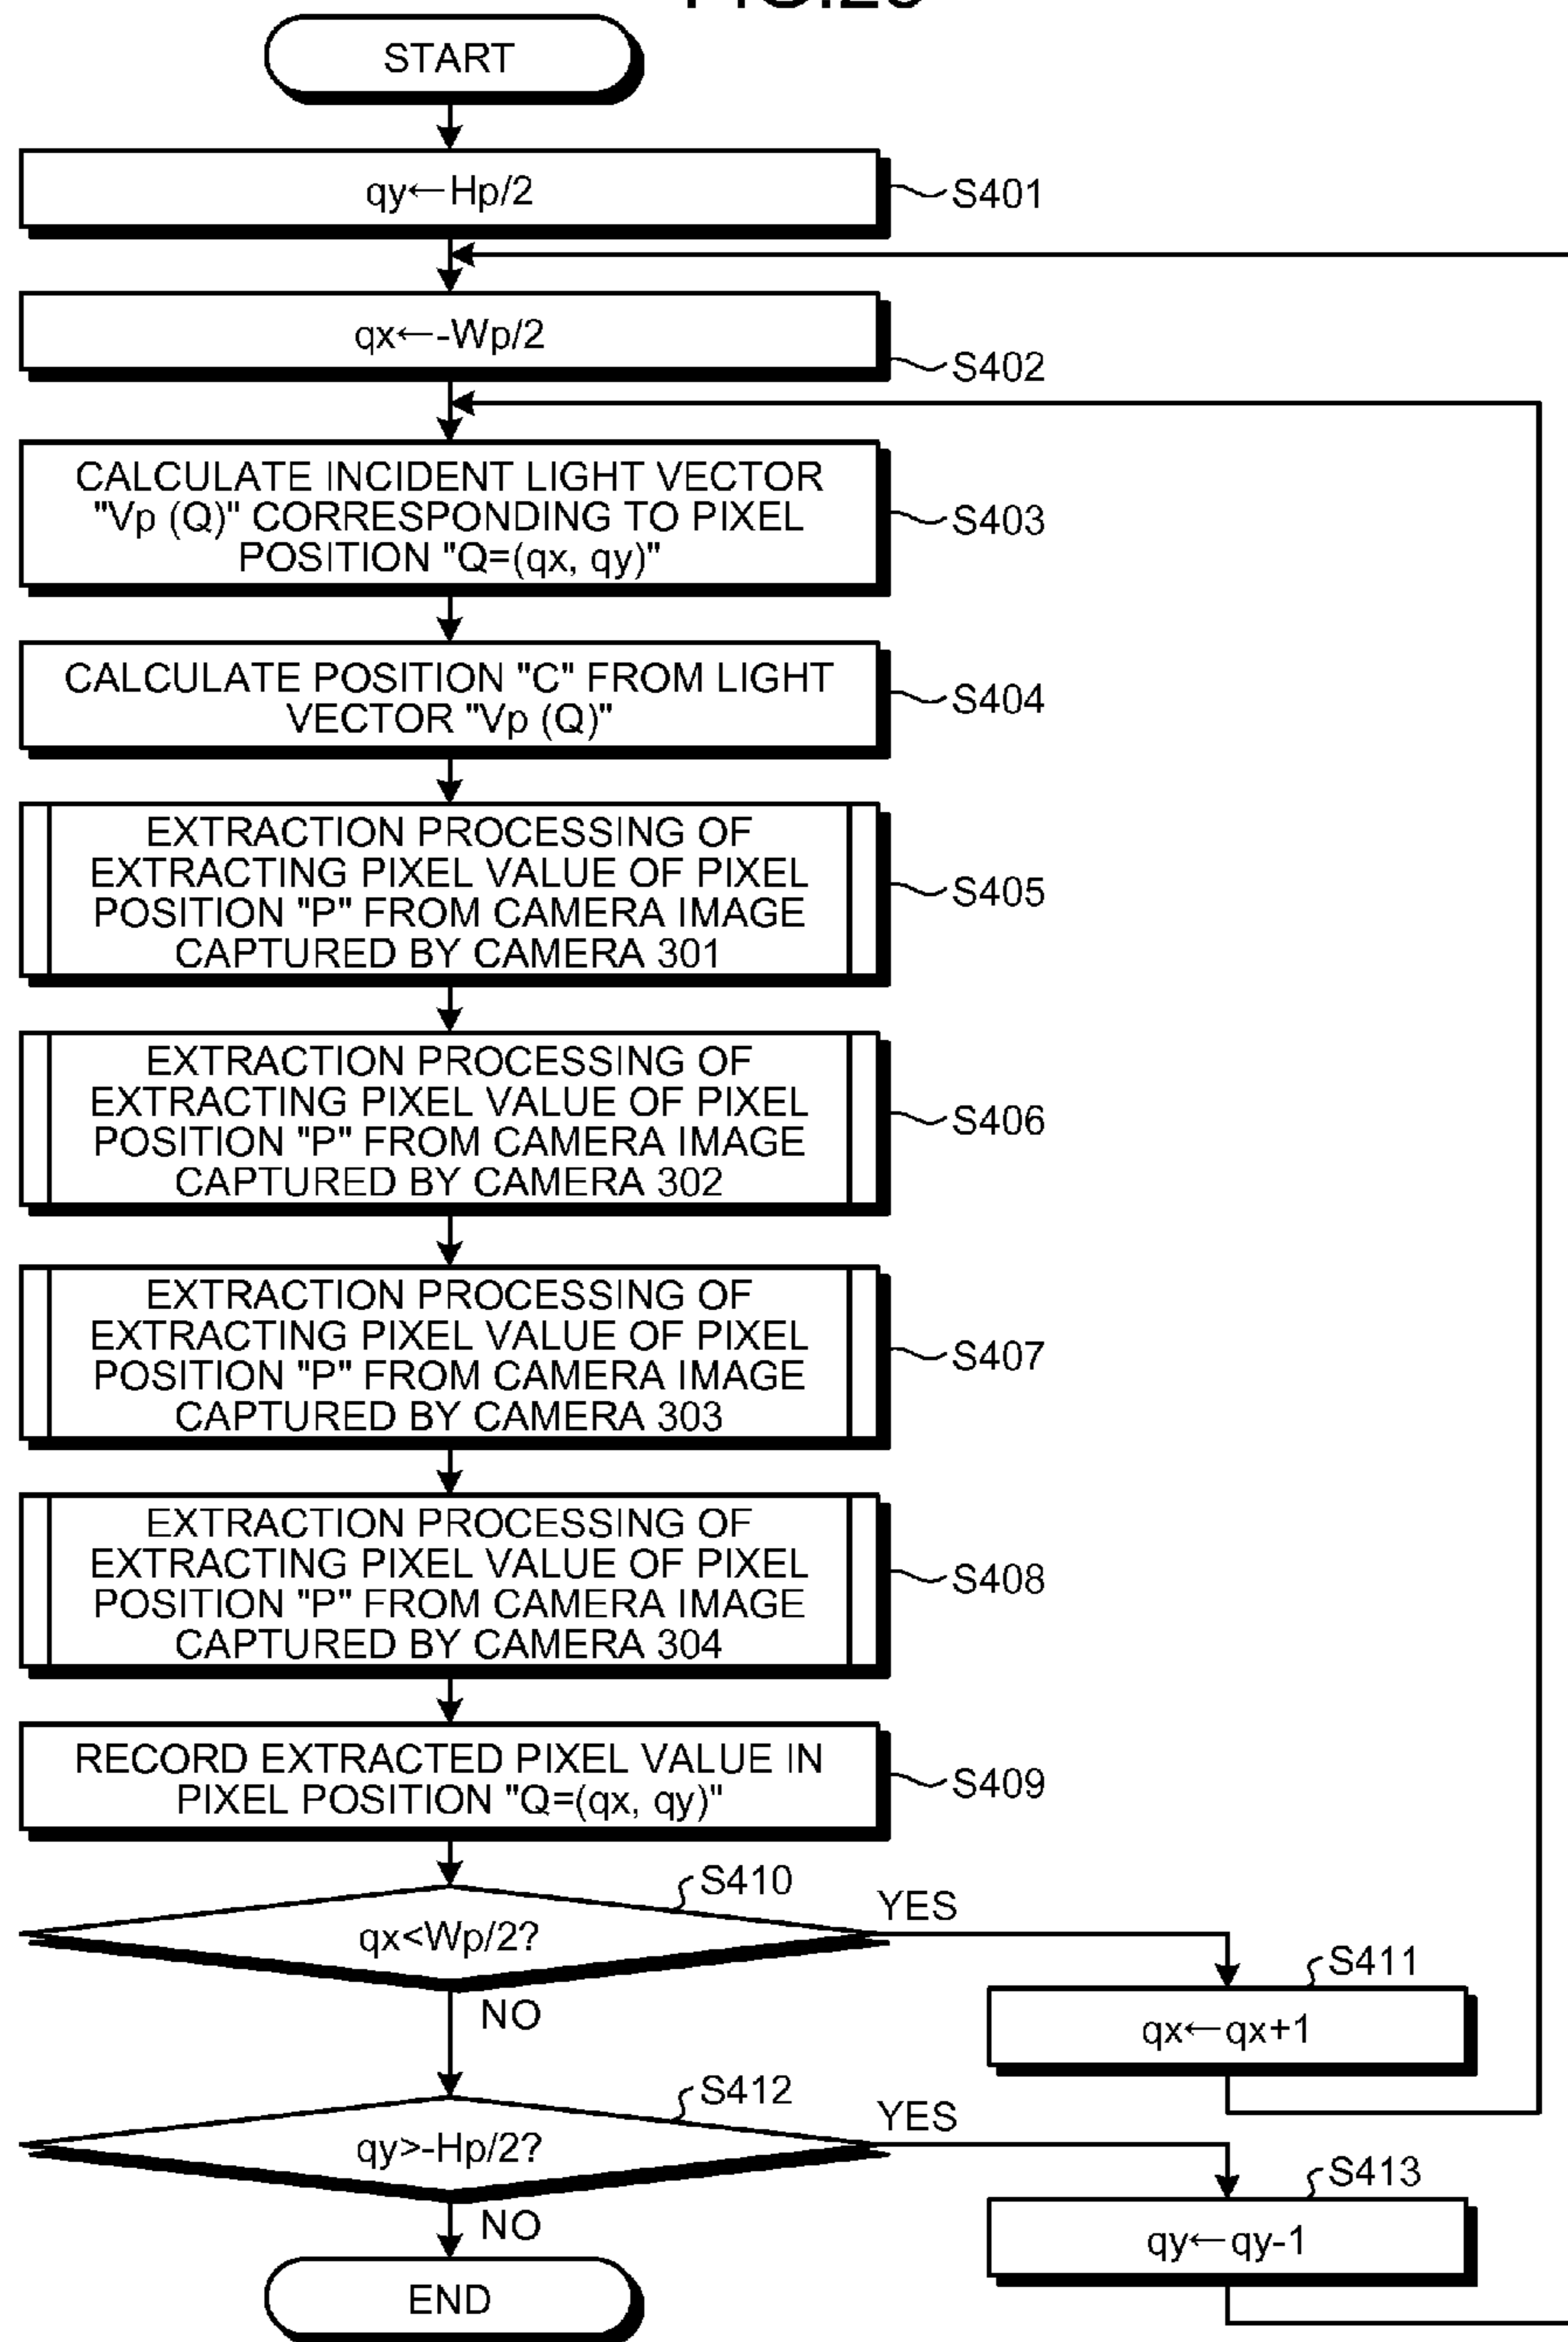 START
qy←Hp/2
S401
qx←-Wp/2
S402
CALCULATE INCIDENT LIGHT VECTOR
"Vp (Q)" CORRESPONDING TO PIXEL
POSITION "Q=(qx, qy)"
S403
CALCULATE POSITION "C" FROM LIGHT
VECTOR "Vp (Q)"
S404
EXTRACTION PROCESSING OF
EXTRACTING PIXEL VALUE OF PIXEL
POSITION "P" FROM CAMERA IMAGE
CAPTURED BY CAMERA 301
S405
EXTRACTION PROCESSING OF
EXTRACTING PIXEL VALUE OF PIXEL
POSITION "P" FROM CAMERA IMAGE
CAPTURED BY CAMERA 302
S406
EXTRACTION PROCESSING OF
EXTRACTING PIXEL VALUE OF PIXEL
POSITION "P" FROM CAMERA IMAGE
CAPTURED BY CAMERA 303
S407
EXTRACTION PROCESSING OF
EXTRACTING PIXEL VALUE OF PIXEL
POSITION "P" FROM CAMERA IMAGE
CAPTURED BY CAMERA 304
S408
RECORD EXTRACTED PIXEL VALUE IN
PIXEL POSITION "Q=(qx, qy)"
S409
S410
qx<Wp/2?
YES
NO
S411
qx←qx+1
S412
qy>-Hp/2?
YES
NO
S413
qy←qy-1
END